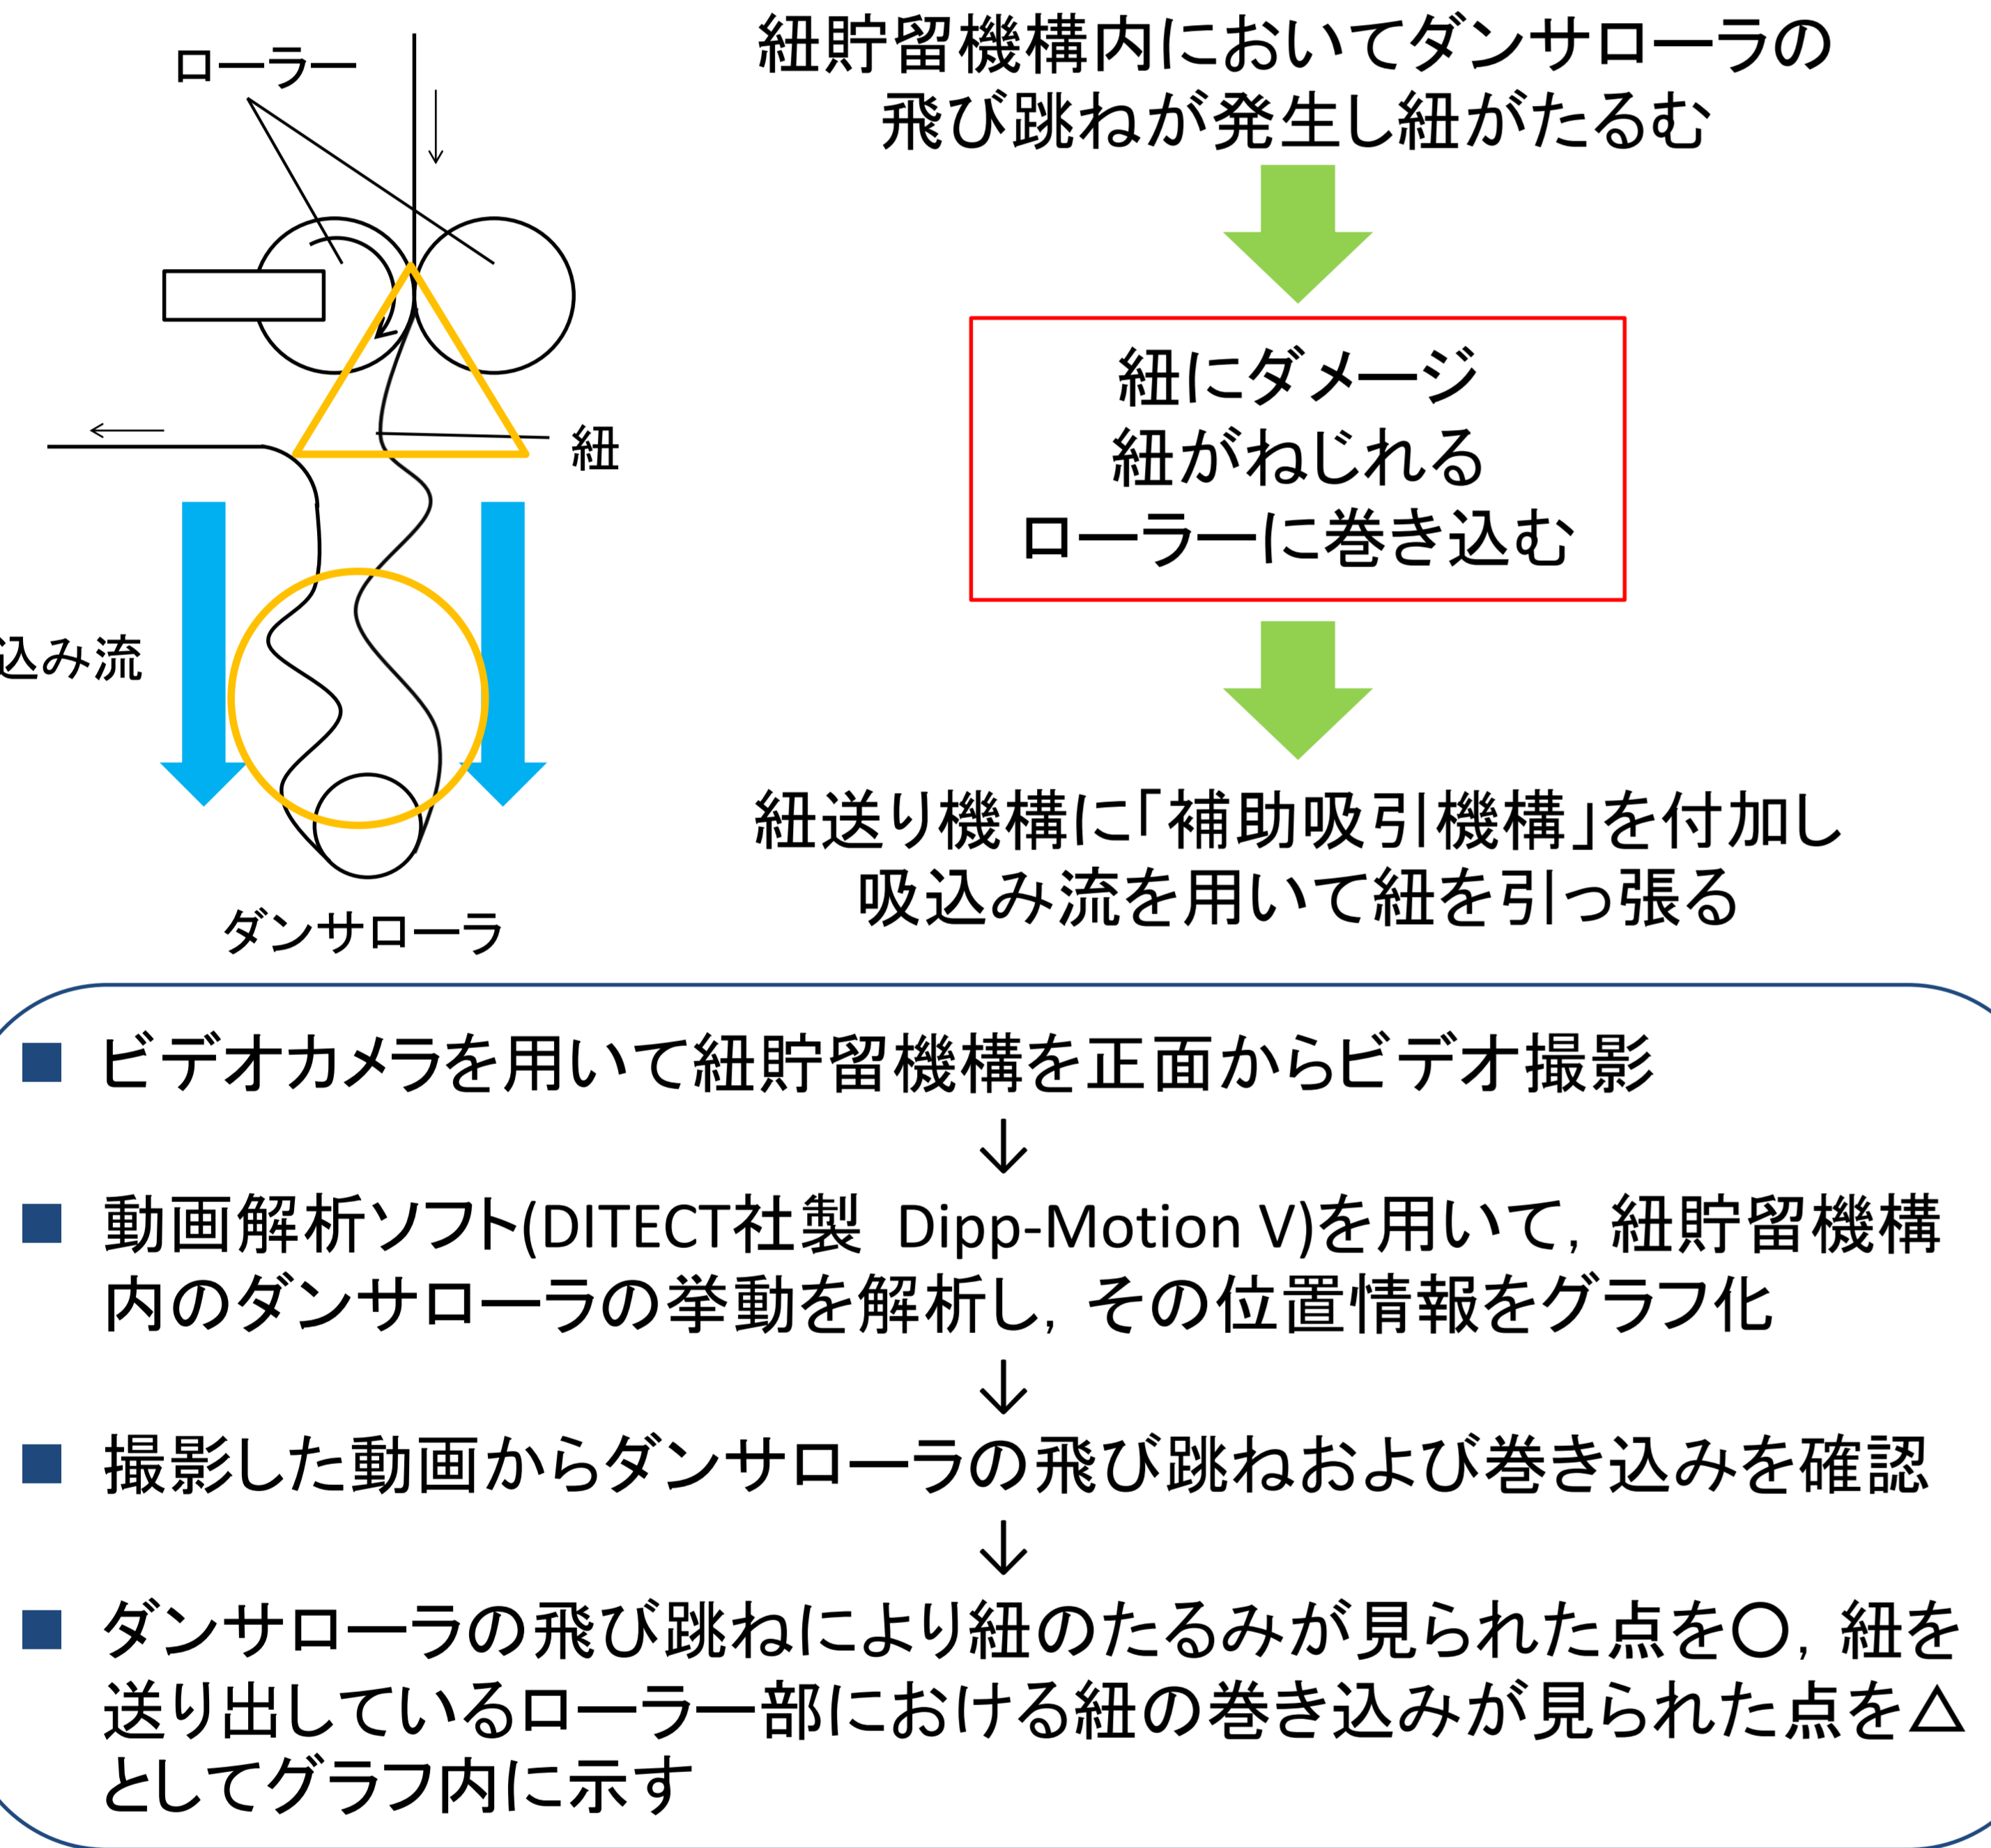 ローラー
紐
込み流
ダンサローラ
紐貯留機構内においてダンサローラの
飛び跳ねが発生し紐がたるむ
紐にダメージ
紐がねじれる
ローラーに巻き込む
紐送り機構に「補助吸引機構」を付加し
吸込み流を用いて紐を引っ張る
■ ビデオカメラを用いて紐貯留機構を正面からビデオ撮影
↓
■ 動画解析ソフト(DITECT社製 Dipp-Motion V)を用いて, 紐貯留機構
内のダンサローラの挙動を解析し, その位置情報をグラフ化
↓
■ 撮影した動画からダンサローラの飛び跳ねおよび巻き込みを確認
↓
■ ダンサローラの飛び跳ねにより紐のたるみが見られた点を○, 紐を
送り出しているローラー部における紐の巻き込みが見られた点を△
としてグラフ内に示す